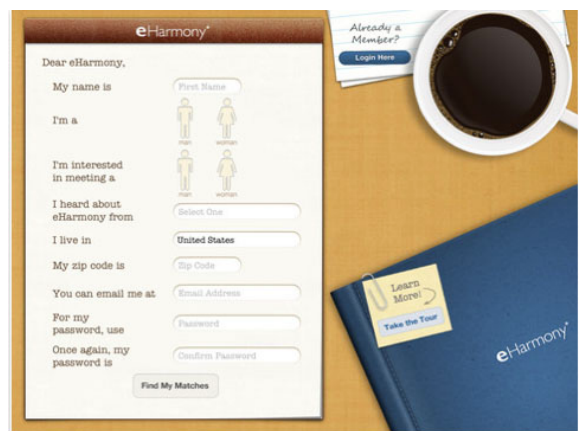 eHarmony®
Dear eHarmony,
My name is
First Name
I'm a
man woman
I'm interested
in meeting a
man woman
I heard about
eHarmony from
Select One
I live in
United States
My zip code is
Zip Code
You can email me at
Email Address
For my
password, use
Password
Once again, my
password is
Confirm Password
Find My Matches
Already a
Member?
Login Here
Learn
More!
Take the Tour
eHarmony®